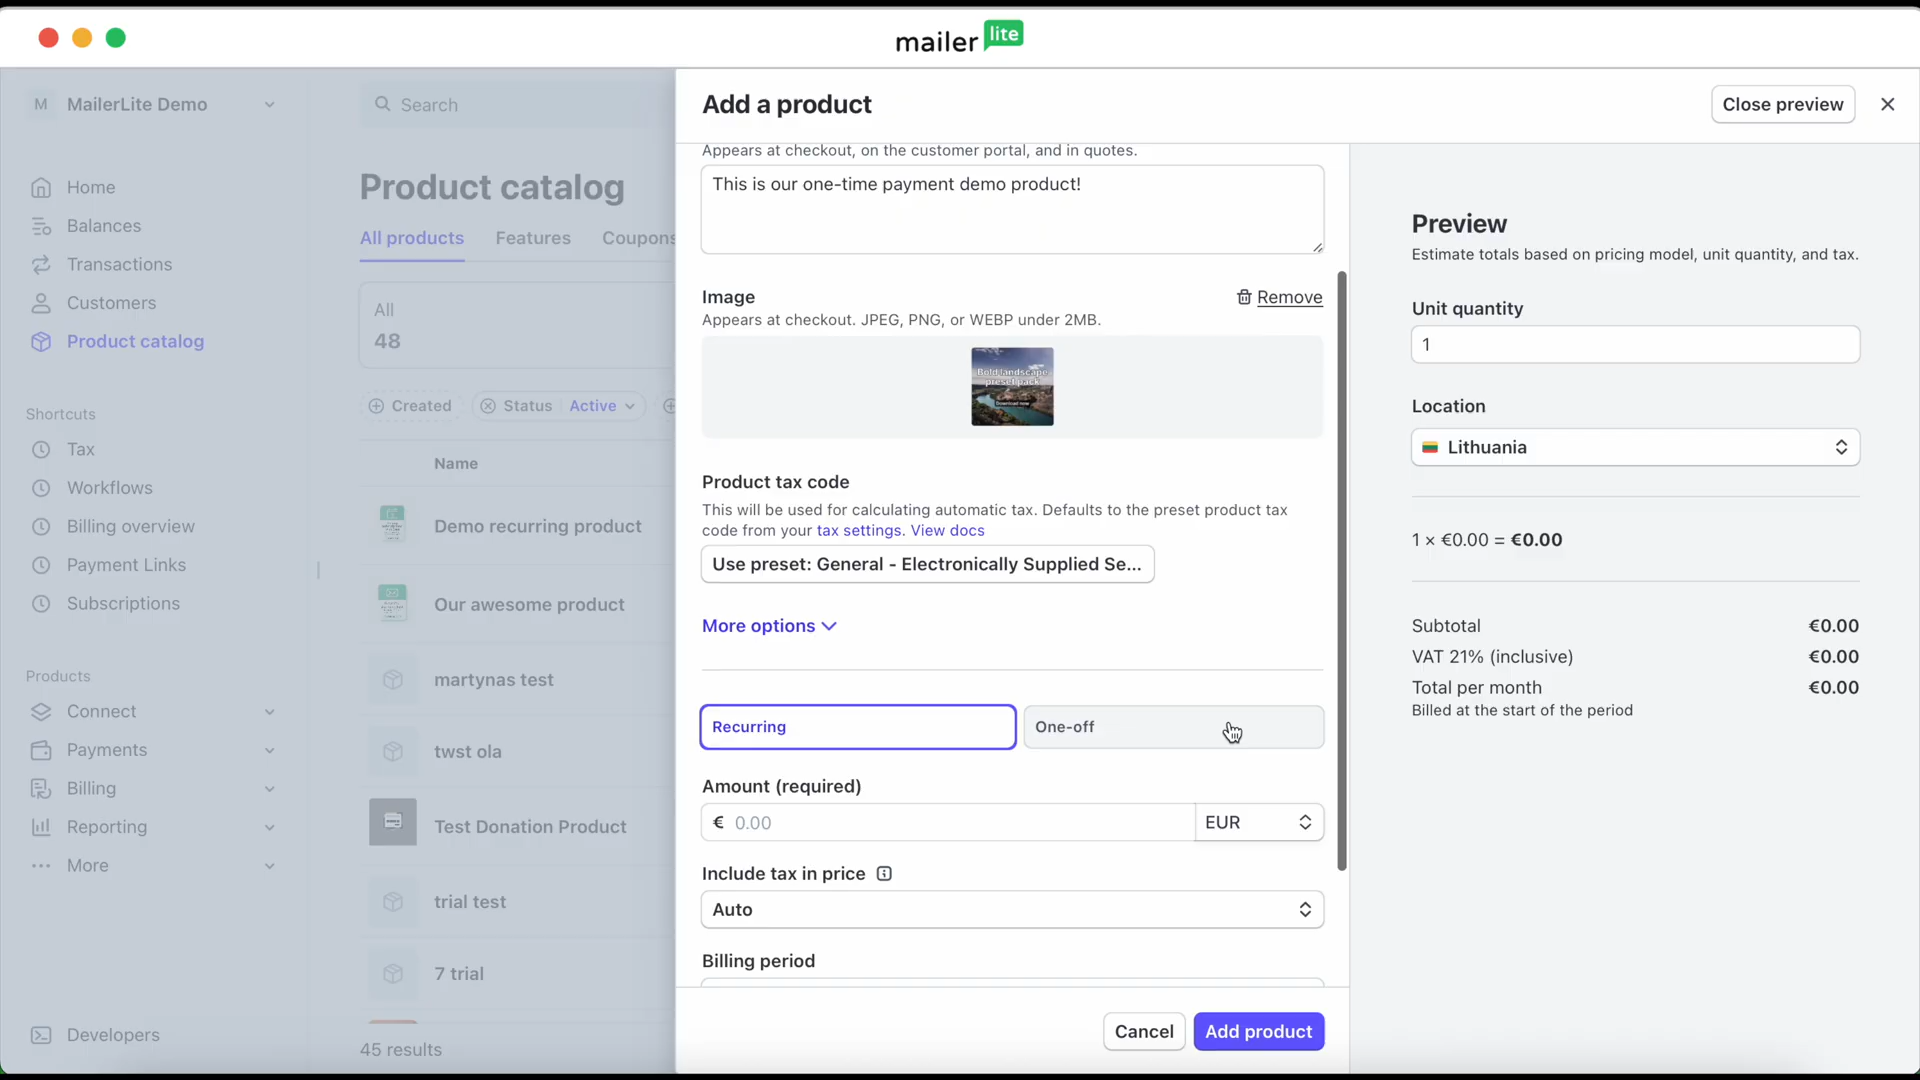 mailer lite
M MailerLite Demo
Search
Add a product
Close preview
Home
Balances
Transactions
Customers
Product catalog
Shortcuts
Tax
Workflows
Billing overview
Payment Links
Subscriptions
Products
Connect
Payments
Billing
Reporting
More
Developers
Product catalog
All products Features Coupons
All
48
Created Status Active
Name
Demo recurring product
Our awesome product
martynas test
twst ola
Test Donation Product
trial test
7 trial
45 results
Appears at checkout, on the customer portal, and in quotes.
This is our one-time payment demo product!
Image Remove
Appears at checkout. JPEG, PNG, or WEBP under 2MB.
Bold landscape
preset pack
Download now
Product tax code
This will be used for calculating automatic tax. Defaults to the preset product tax
code from your tax settings. View docs
Use preset: General - Electronically Supplied Se...
More options
Recurring One-off
Amount (required)
€ 0.00 EUR
Include tax in price
Auto
Billing period
Cancel Add product
Preview
Estimate totals based on pricing model, unit quantity, and tax.
Unit quantity
1
Location
Lithuania
1 × €0.00 = €0.00
Subtotal €0.00
VAT 21% (inclusive) €0.00
Total per month €0.00
Billed at the start of the period